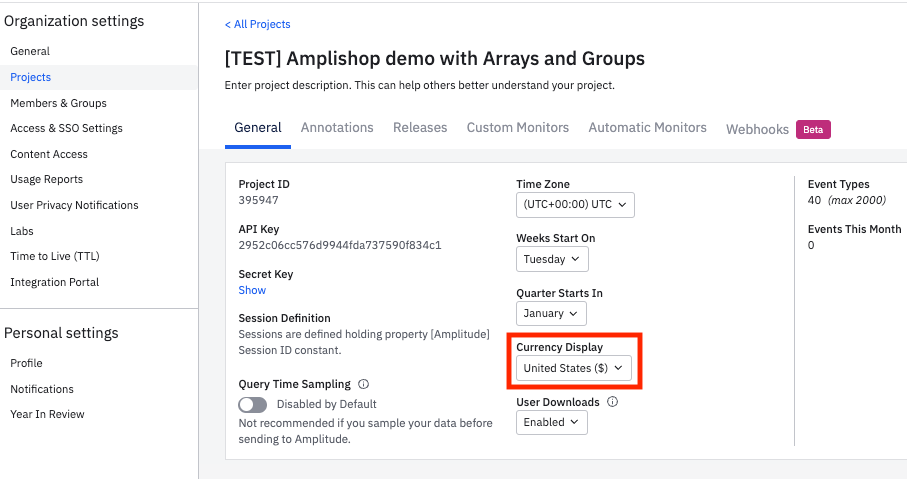 Organization settings
General
Projects
Members & Groups
Access & SSO Settings
Content Access
Usage Reports
User Privacy Notifications
Labs
Time to Live (TTL)
Integration Portal
Personal settings
Profile
Notifications
Year In Review
< All Projects
[TEST] Amplishop demo with Arrays and Groups
Enter project description. This can help others better understand your project.
General Annotations Releases Custom Monitors Automatic Monitors Webhooks Beta
Project ID
395947
API Key
2952c06cc576d9944fda737590f834c1
Secret Key
Show
Session Definition
Sessions are defined holding property [Amplitude]
Session ID constant.
Query Time Sampling
Disabled by Default
Not recommended if you sample your data before
sending to Amplitude.
Time Zone
(UTC+00:00) UTC
Weeks Start On
Tuesday
Quarter Starts In
January
Currency Display
United States ($)
User Downloads
Enabled
Event Types
40 (max 2000)
Events This Month
0